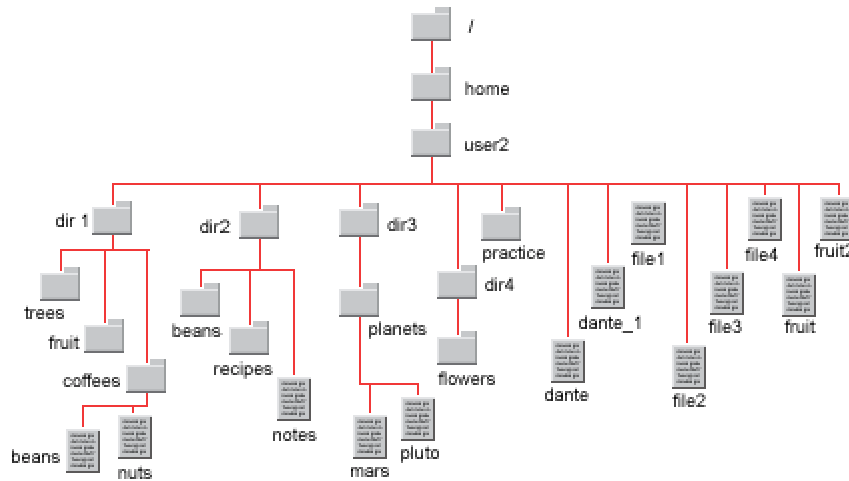 /
home
user2
dir 1
dir2
dir3
practice
file1
file4
fruit2
trees
fruit
beans
recipes
planets
dir4
dante_1
file3
fruit
coffees
flowers
dante
file2
notes
beans
nuts
mars
pluto